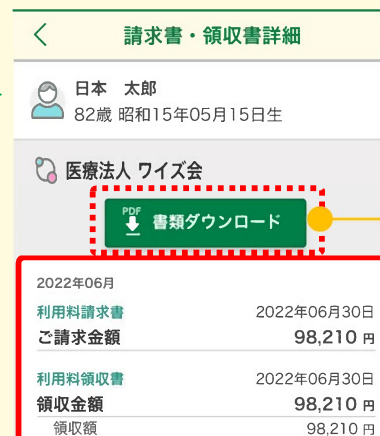 請求書・領収書詳細
日本　太郎
82歳 昭和15年05月15日生
医療法人 ワイズ会
PDF 書類ダウンロード
2022年06月
利用料請求書 2022年06月30日
ご請求金額 98,210 円
利用料領収書 2022年06月30日
領収金額 98,210 円
領収額 98,210 円